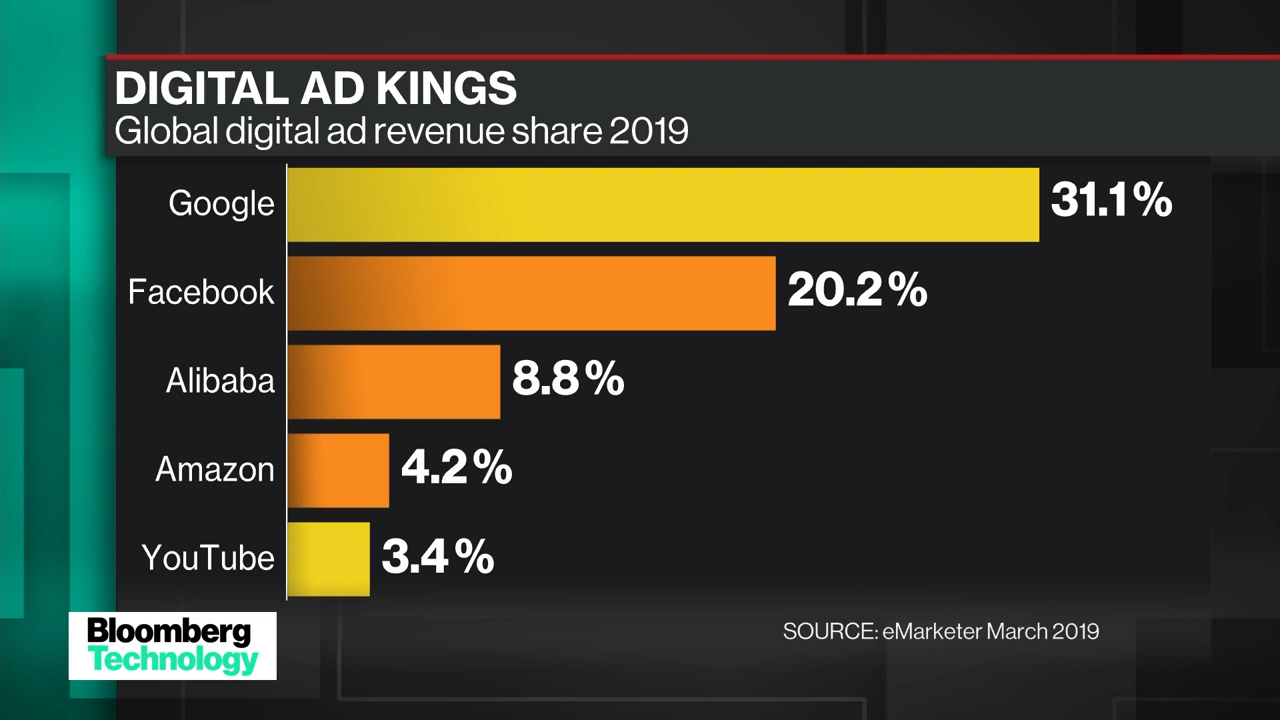 DIGITAL AD KINGS
Global digital ad revenue share 2019
Google 31.1%
Facebook 20.2%
Alibaba 8.8%
Amazon 4.2%
YouTube 3.4%
Bloomberg
Technology
SOURCE: eMarketer March 2019